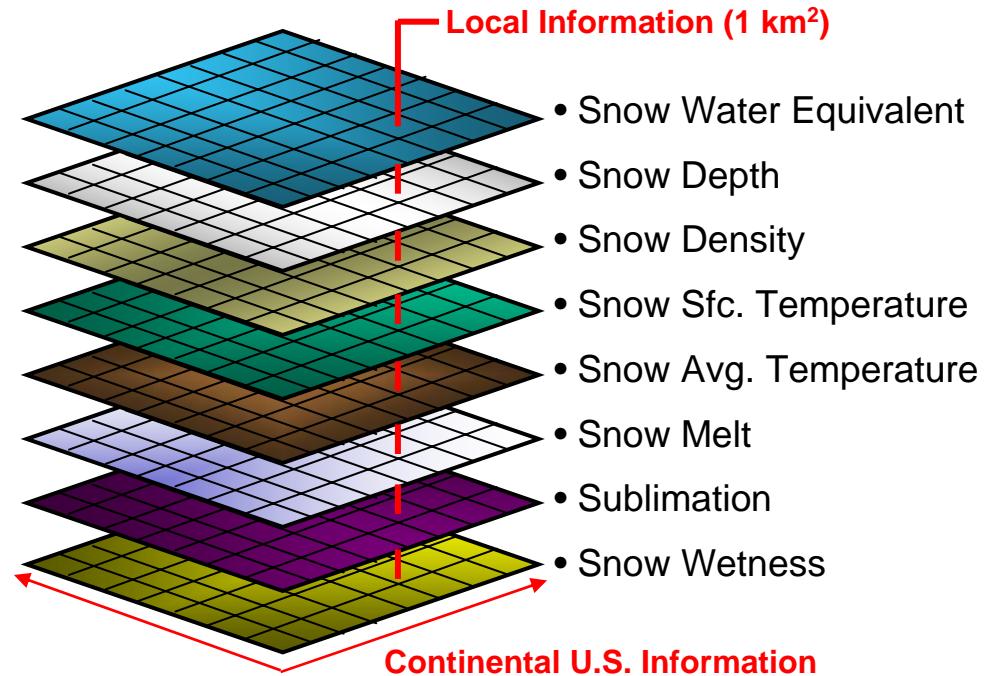 Local Information (1 km²)
• Snow Water Equivalent
• Snow Depth
• Snow Density
• Snow Sfc. Temperature
• Snow Avg. Temperature
• Snow Melt
• Sublimation
• Snow Wetness
Continental U.S. Information